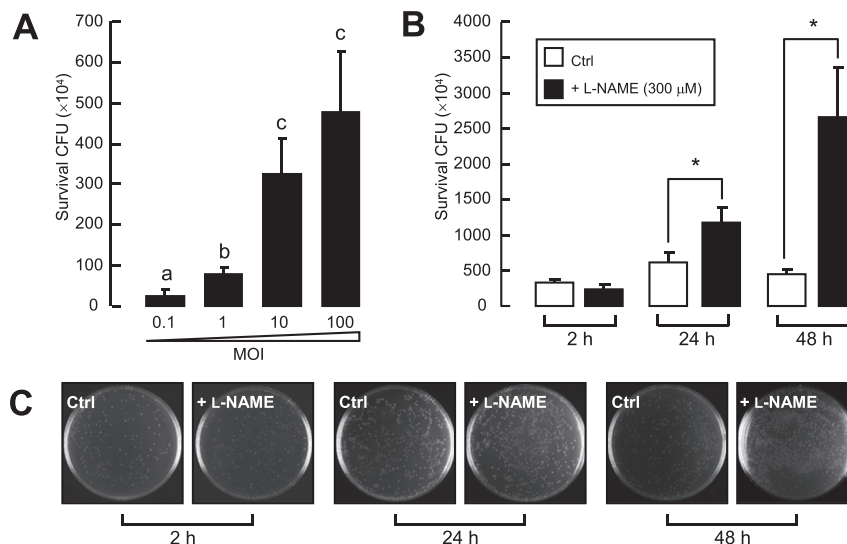 A
Survival CFU (×10⁴)
700
600
500
400
300
200
100
0
a
b
c
c
0.1 1 10 100
MOI
B
Survival CFU (×10⁴)
4000
3500
3000
2500
2000
1500
1000
500
0
Ctrl
+ L-NAME (300 μM)
*
*
2 h 24 h 48 h
C
Ctrl + L-NAME Ctrl + L-NAME Ctrl + L-NAME
2 h 24 h 48 h